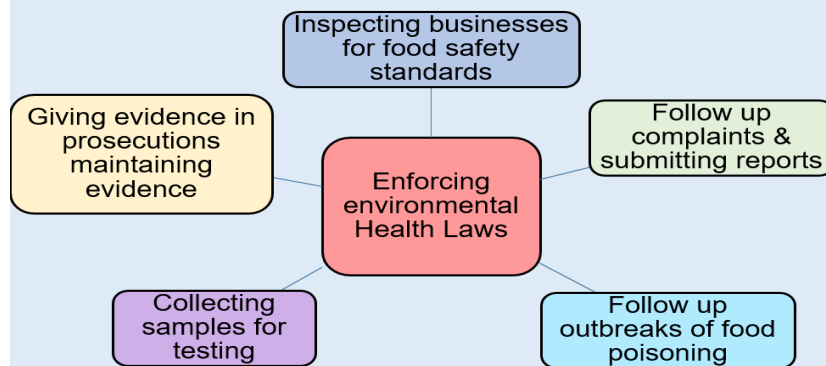 Inspecting businesses
for food safety
standards
Giving evidence in
prosecutions
maintaining
evidence
Follow up
complaints &
submitting reports
Enforcing
environmental
Health Laws
Collecting
samples for
testing
Follow up
outbreaks of food
poisoning